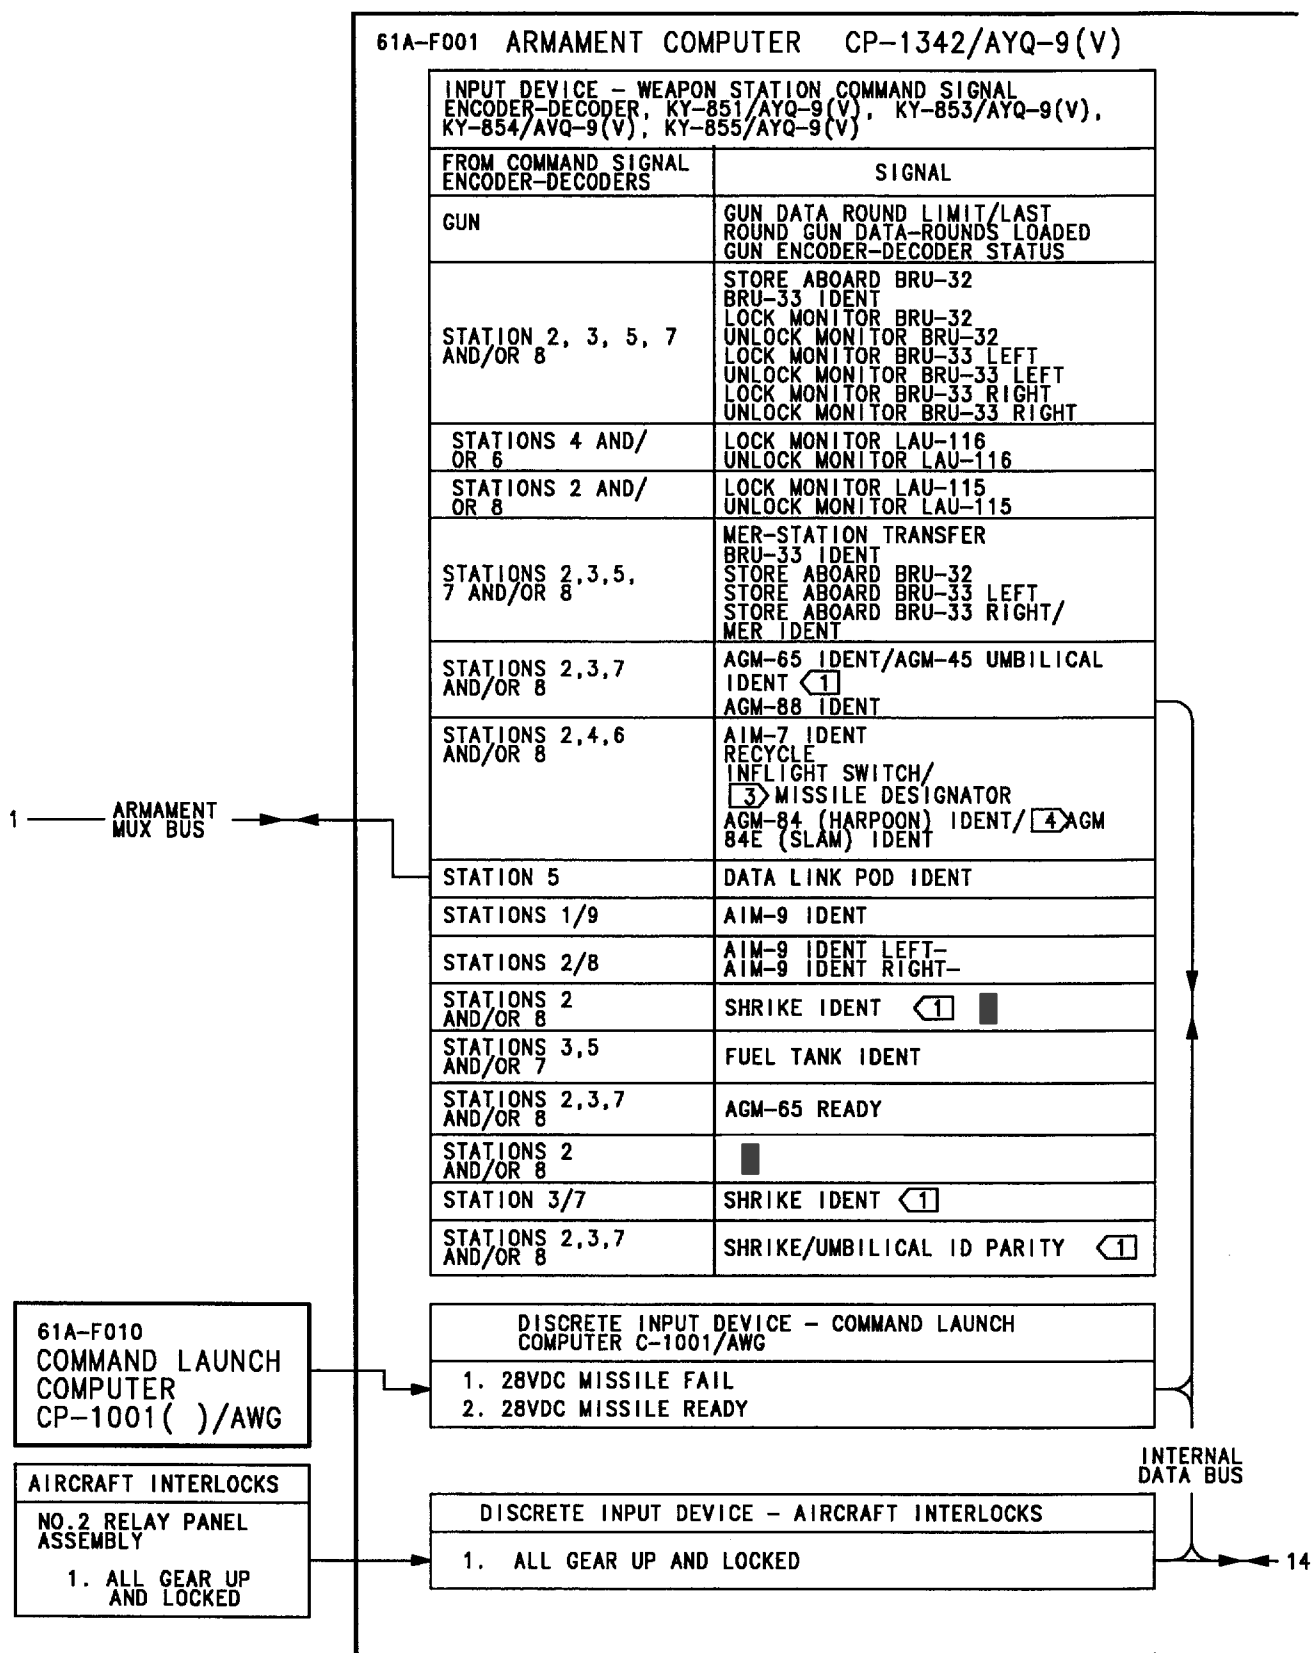 61A-F001 ARMAMENT COMPUTER CP-1342/AYQ-9(V)
INPUT DEVICE - WEAPON STATION COMMAND SIGNAL
ENCODER-DECODER, KY-851/AYQ-9(V), KY-853/AYQ-9(V),
KY-854/AVQ-9(V), KY-855/AYQ-9(V)
FROM COMMAND SIGNAL
ENCODER-DECODERS
SIGNAL
GUN
GUN DATA ROUND LIMIT/LAST
ROUND GUN DATA-ROUNDS LOADED
GUN ENCODER-DECODER STATUS
STATION 2, 3, 5, 7
AND/OR 8
STORE ABOARD BRU-32
BRU-33 IDENT
LOCK MONITOR BRU-32
UNLOCK MONITOR BRU-32
LOCK MONITOR BRU-33 LEFT
UNLOCK MONITOR BRU-33 LEFT
LOCK MONITOR BRU-33 RIGHT
UNLOCK MONITOR BRU-33 RIGHT
STATIONS 4 AND/
OR 6
LOCK MONITOR LAU-116
UNLOCK MONITOR LAU-116
STATIONS 2 AND/
OR 8
LOCK MONITOR LAU-115
UNLOCK MONITOR LAU-115
STATIONS 2,3,5,
7 AND/OR 8
MER-STATION TRANSFER
BRU-33 IDENT
STORE ABOARD BRU-32
STORE ABOARD BRU-33 LEFT
STORE ABOARD BRU-33 RIGHT/
MER IDENT
STATIONS 2,3,7
AND/OR 8
AGM-65 IDENT/AGM-45 UMBILICAL
IDENT 1
AGM-88 IDENT
STATIONS 2,4,6
AND/OR 8
AIM-7 IDENT
RECYCLE
INFLIGHT SWITCH/
3 MISSILE DESIGNATOR
AGM-84 (HARPOON) IDENT/ 4 AGM
84E (SLAM) IDENT
1 ARMAMENT
MUX BUS
STATION 5
DATA LINK POD IDENT
STATIONS 1/9
AIM-9 IDENT
STATIONS 2/8
AIM-9 IDENT LEFT-
AIM-9 IDENT RIGHT-
STATIONS 2
AND/OR 8
SHRIKE IDENT 1
STATIONS 3,5
AND/OR 7
FUEL TANK IDENT
STATIONS 2,3,7
AND/OR 8
AGM-65 READY
STATIONS 2
AND/OR 8
STATION 3/7
SHRIKE IDENT 1
STATIONS 2,3,7
AND/OR 8
SHRIKE/UMBILICAL ID PARITY 1
61A-F010
COMMAND LAUNCH
COMPUTER
CP-1001( )/AWG
DISCRETE INPUT DEVICE - COMMAND LAUNCH
COMPUTER C-1001/AWG
1. 28VDC MISSILE FAIL
2. 28VDC MISSILE READY
INTERNAL
DATA BUS
AIRCRAFT INTERLOCKS
NO.2 RELAY PANEL
ASSEMBLY
1. ALL GEAR UP
AND LOCKED
DISCRETE INPUT DEVICE - AIRCRAFT INTERLOCKS
1. ALL GEAR UP AND LOCKED
14